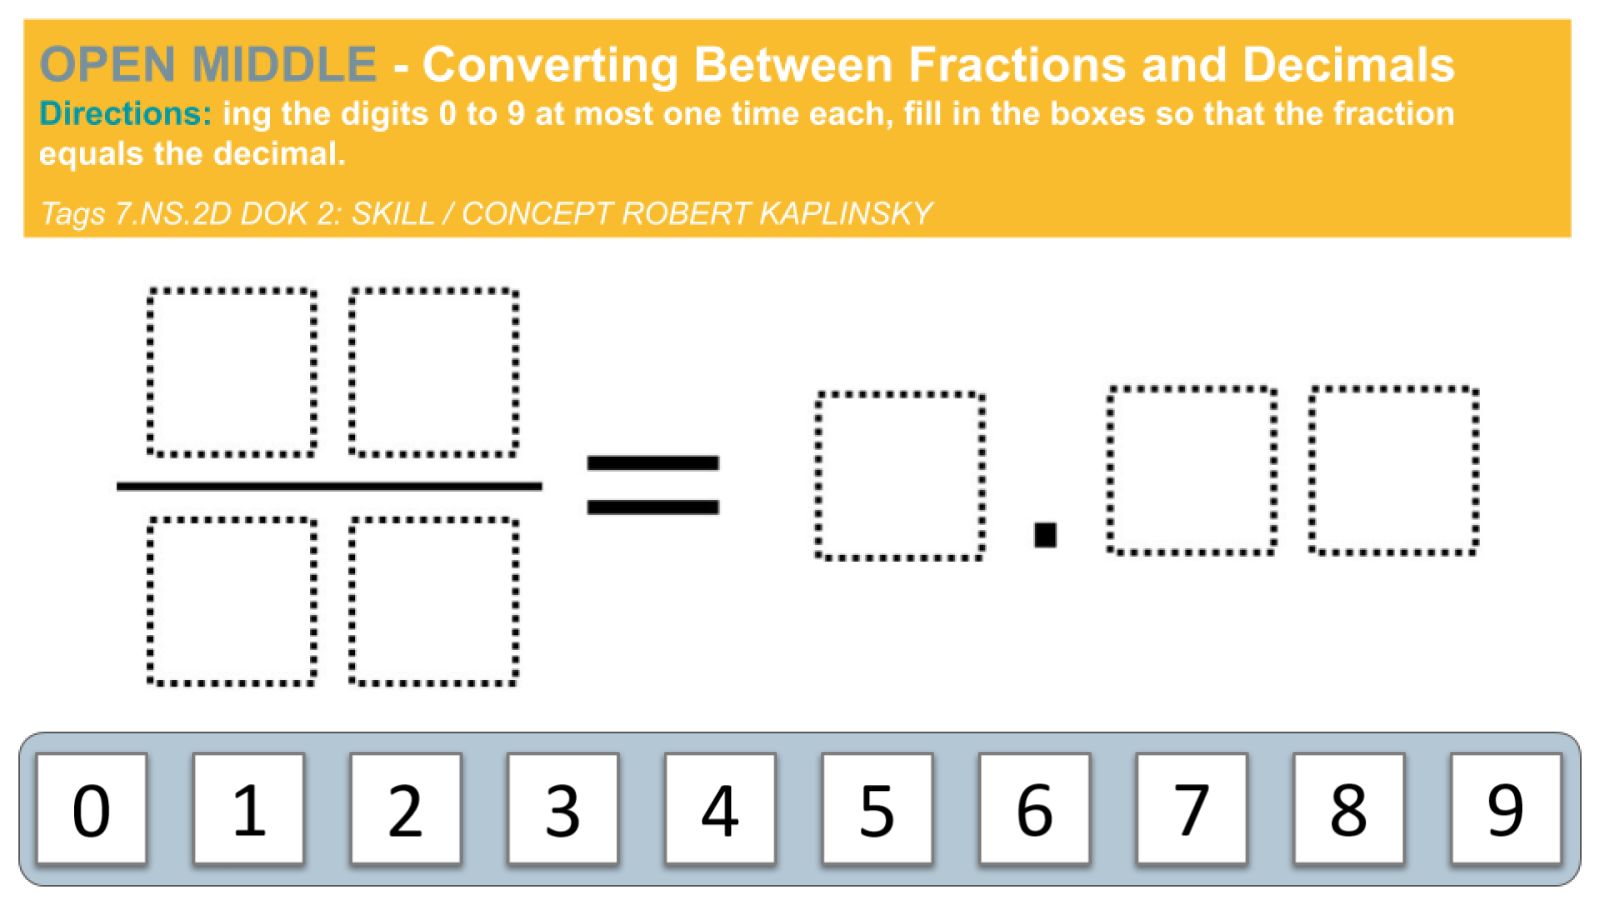 OPEN MIDDLE - Converting Between Fractions and Decimals
Directions: ing the digits 0 to 9 at most one time each, fill in the boxes so that the fraction
equals the decimal.
Tags 7.NS.2D DOK 2: SKILL / CONCEPT ROBERT KAPLINSKY
= .
0 1 2 3 4 5 6 7 8 9